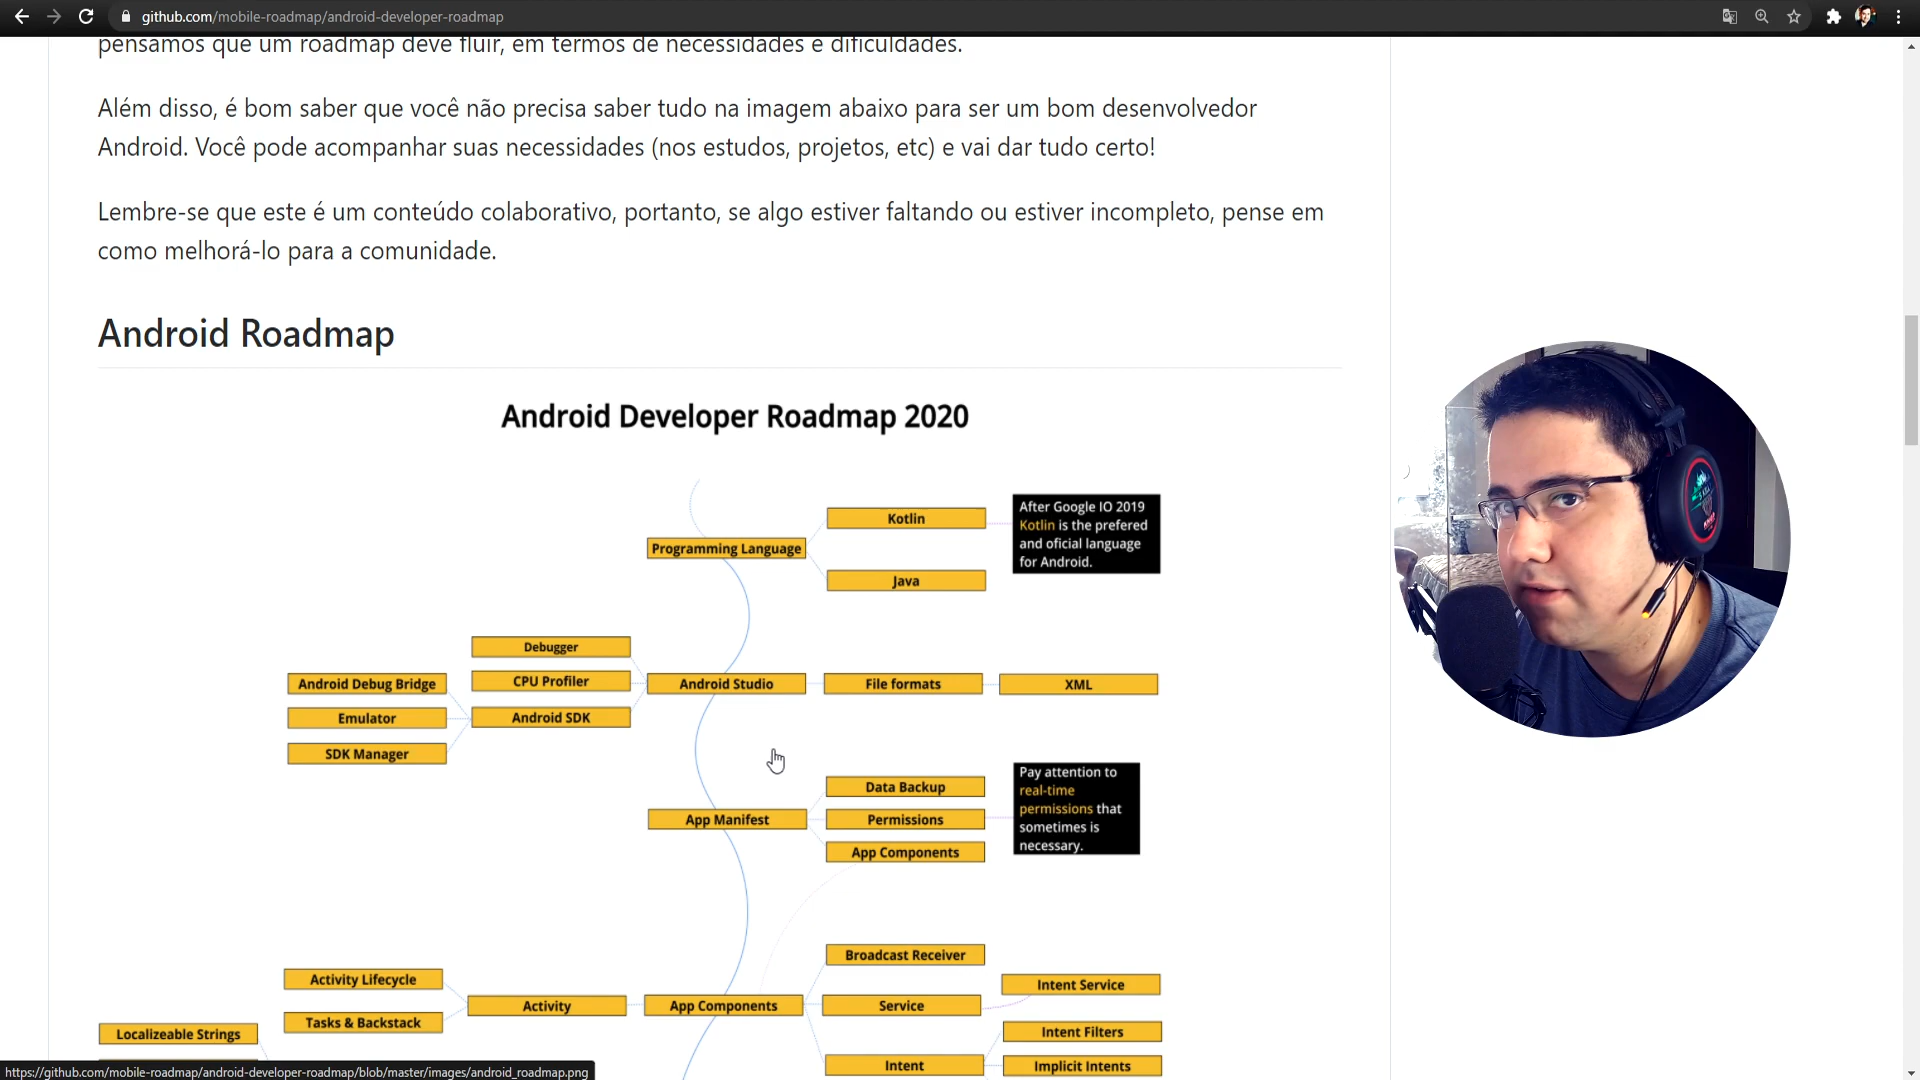 github.com/mobile-roadmap/android-developer-roadmap
pensamos que um roadmap deve fluir, em termos de necessidades e dificuldades.
Além disso, é bom saber que você não precisa saber tudo na imagem abaixo para ser um bom desenvolvedor
Android. Você pode acompanhar suas necessidades (nos estudos, projetos, etc) e vai dar tudo certo!
Lembre-se que este é um conteúdo colaborativo, portanto, se algo estiver faltando ou estiver incompleto, pense em
como melhorá-lo para a comunidade.
Android Roadmap
Android Developer Roadmap 2020
Kotlin
Programming Language
Java
After Google IO 2019
Kotlin is the prefered
and oficial language
for Android.
Debugger
Android Debug Bridge
CPU Profiler
Android Studio
File formats
XML
Emulator
Android SDK
SDK Manager
Data Backup
App Manifest
Permissions
App Components
Pay attention to
real-time
permissions that
sometimes is
necessary.
Broadcast Receiver
Activity Lifecycle
Intent Service
Activity
App Components
Service
Tasks & Backstack
Localizeable Strings
Intent Filters
Intent
Implicit Intents
https://github.com/mobile-roadmap/android-developer-roadmap/blob/master/images/android_roadmap.png